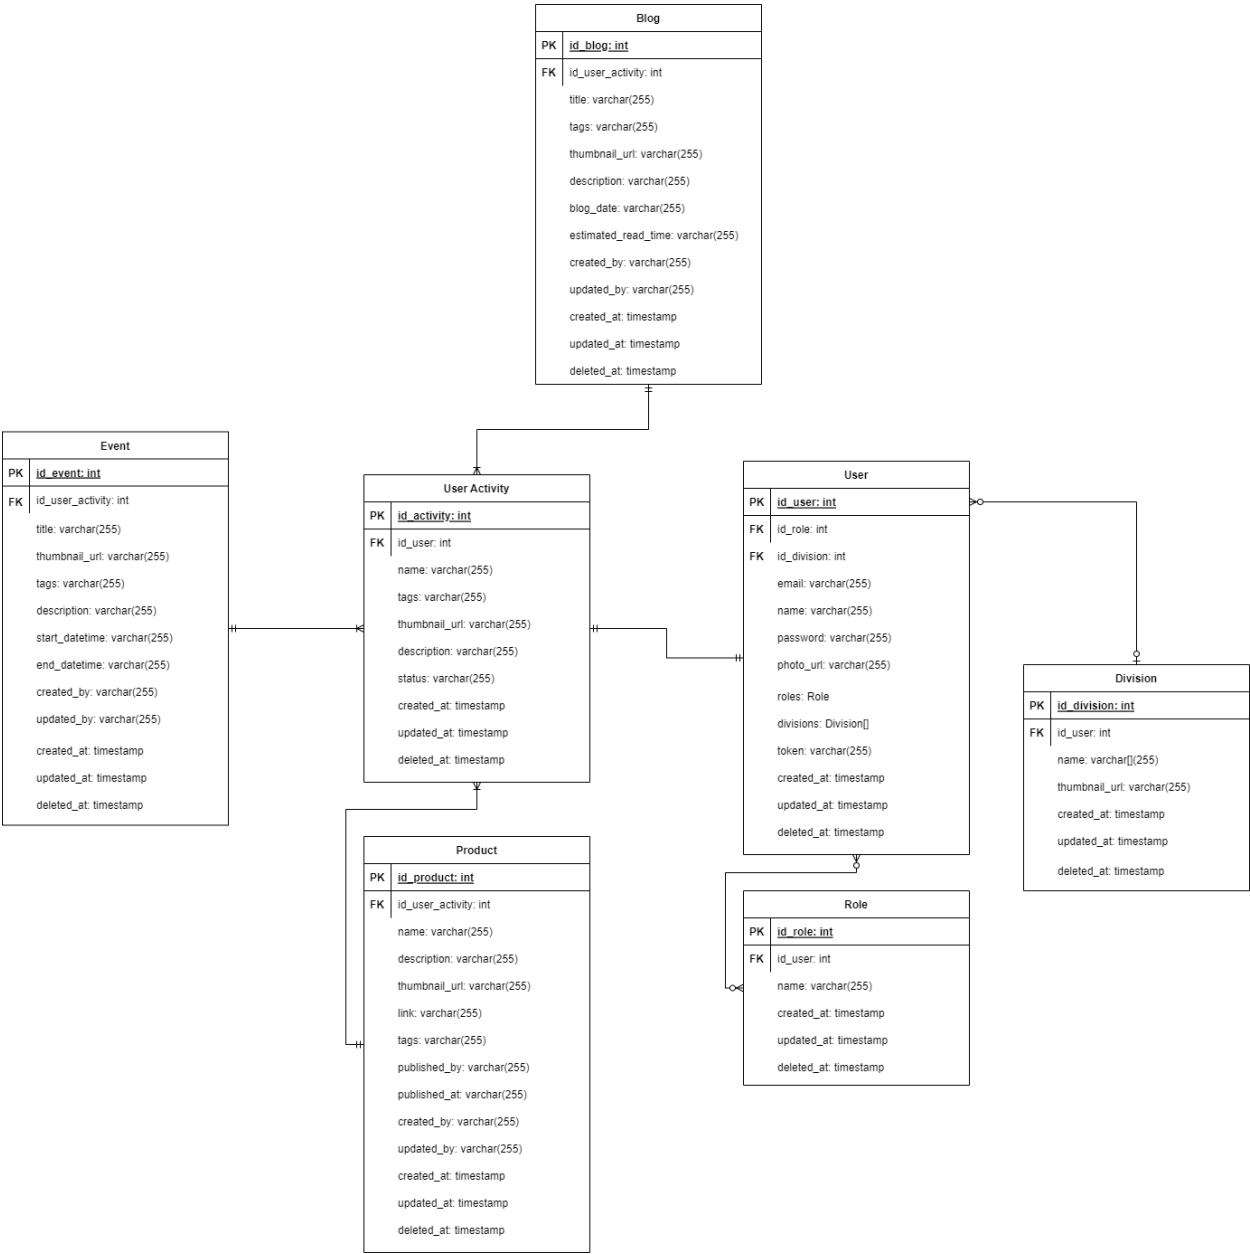 Blog
PK id_blog: int
FK id_user_activity: int
title: varchar(255)
tags: varchar(255)
thumbnail_url: varchar(255)
description: varchar(255)
blog_date: varchar(255)
estimated_read_time: varchar(255)
created_by: varchar(255)
updated_by: varchar(255)
created_at: timestamp
updated_at: timestamp
deleted_at: timestamp
Event
PK id_event: int
FK id_user_activity: int
title: varchar(255)
thumbnail_url: varchar(255)
tags: varchar(255)
description: varchar(255)
start_datetime: varchar(255)
end_datetime: varchar(255)
created_by: varchar(255)
updated_by: varchar(255)
created_at: timestamp
updated_at: timestamp
deleted_at: timestamp
User Activity
PK id_activity: int
FK id_user: int
name: varchar(255)
tags: varchar(255)
thumbnail_url: varchar(255)
description: varchar(255)
status: varchar(255)
created_at: timestamp
updated_at: timestamp
deleted_at: timestamp
User
PK id_user: int
FK id_role: int
FK id_division: int
email: varchar(255)
name: varchar(255)
password: varchar(255)
photo_url: varchar(255)
roles: Role
divisions: Division[]
token: varchar(255)
created_at: timestamp
updated_at: timestamp
deleted_at: timestamp
Division
PK id_division: int
FK id_user: int
name: varchar[](255)
thumbnail_url: varchar(255)
created_at: timestamp
updated_at: timestamp
deleted_at: timestamp
Product
PK id_product: int
FK id_user_activity: int
name: varchar(255)
description: varchar(255)
thumbnail_url: varchar(255)
link: varchar(255)
tags: varchar(255)
published_by: varchar(255)
published_at: varchar(255)
created_by: varchar(255)
updated_by: varchar(255)
created_at: timestamp
updated_at: timestamp
deleted_at: timestamp
Role
PK id_role: int
FK id_user: int
name: varchar(255)
created_at: timestamp
updated_at: timestamp
deleted_at: timestamp